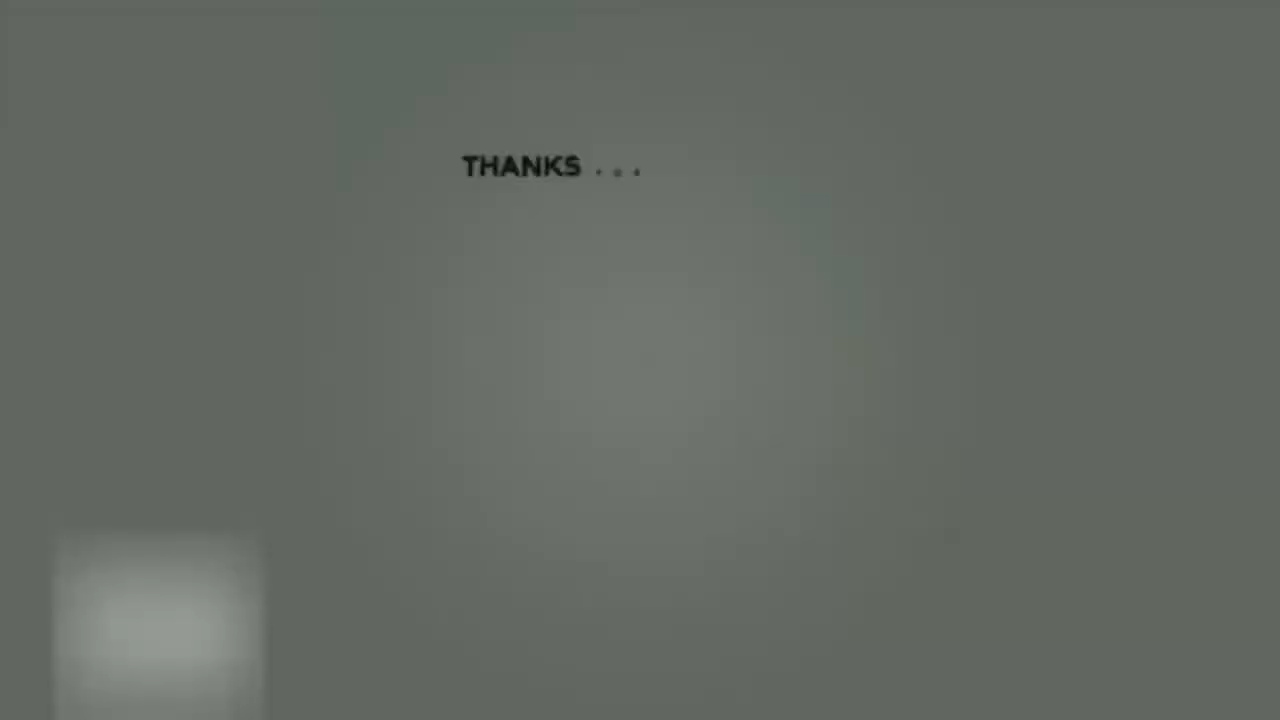 THANKS . . .